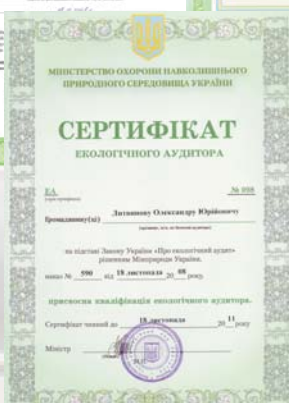 МІНІСТЕРСТВО ОХОРОНИ НАВКОЛИШНЬОГО
ПРИРОДНОГО СЕРЕДОВИЩА УКРАЇНИ
СЕРТИФІКАТ
ЕКОЛОГІЧНОГО АУДИТОРА
ЕА
№
Громадянину(ці) Литвинову Олександру Юрійовичу
на підставі Закону України «Про екологічний аудит»
рішенням Мінприроди України,
наказ № 590 від 18 листопада 20 08 року,
присвоєна кваліфікація екологічного аудитора.
Сертифікат чинний до 18 листопада 20 11 року
Міністр